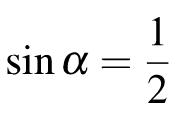 sin α = 1/2